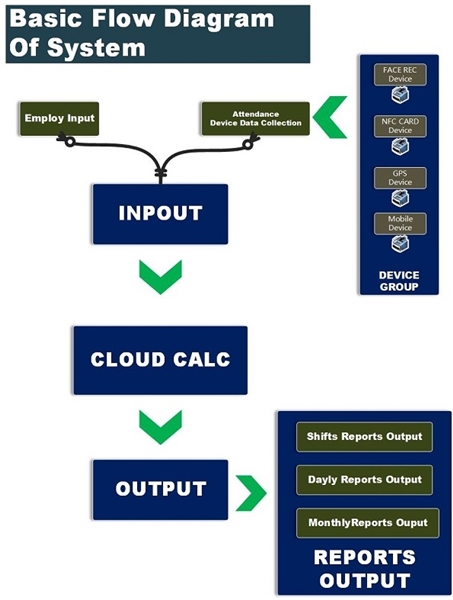 Basic Flow Diagram
Of System
Employ Input
Attendance
Device Data Collection
FACE REC
Device
NFC CARD
Device
GPS
Device
Mobile
Device
DEVICE
GROUP
INPOUT
CLOUD CALC
OUTPUT
Shifts Reports Output
Dayly Reports Output
MonthlyReports Ouput
REPORTS
OUTPUT